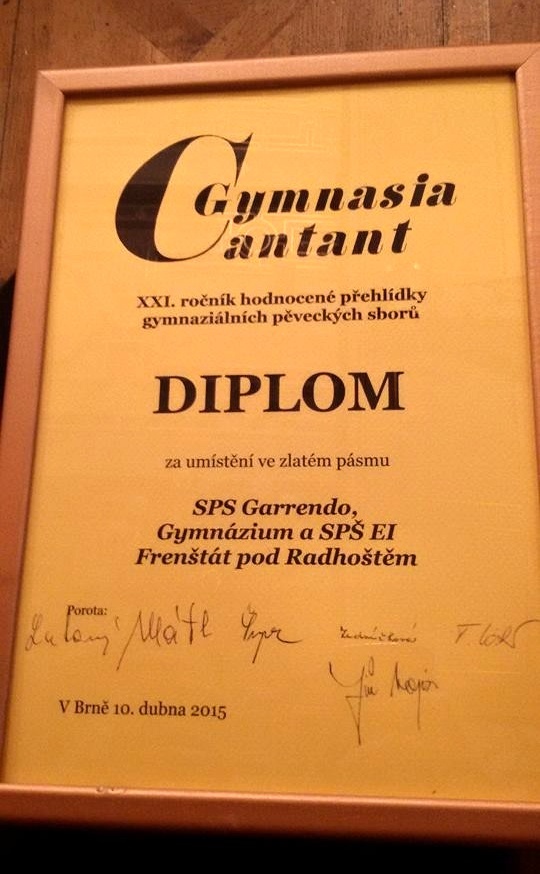 Gymnasia
Cantant
XXI. ročník hodnocené přehlídky
gymnaziálních pěveckých sborů
DIPLOM
za umístění ve zlatém pásmu
SPS Garrendo,
Gymnázium a SPŠ EI
Frenštát pod Radhoštěm
Porota:
Mátl
V Brně 10. dubna 2015